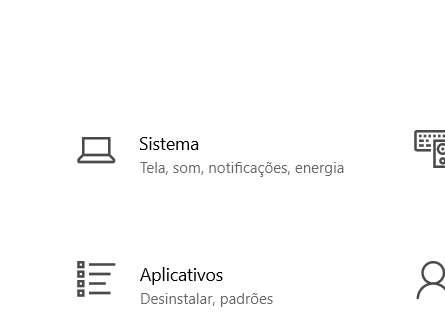 Sistema
Tela, som, notificações, energia
Aplicativos
Desinstalar, padrões